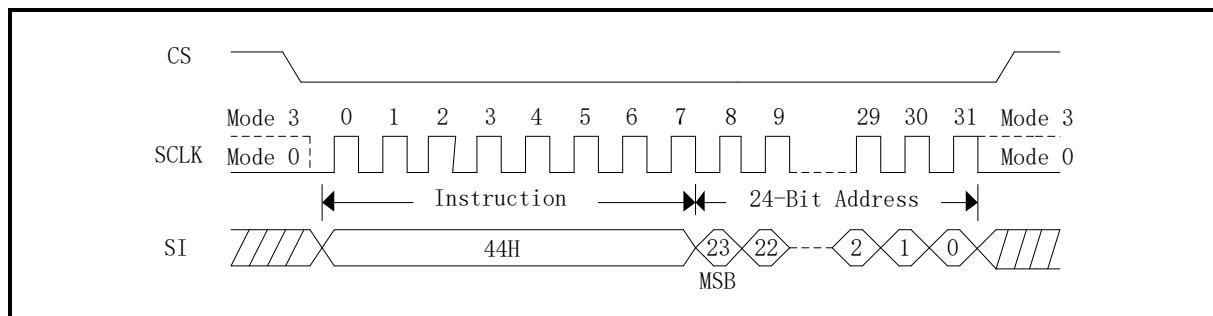 CS
Mode 3 0 1 2 3 4 5 6 7 8 9 29 30 31 Mode 3
SCLK Mode 0 Mode 0
Instruction 24-Bit Address
SI 44H 23 22 2 1 0
MSB